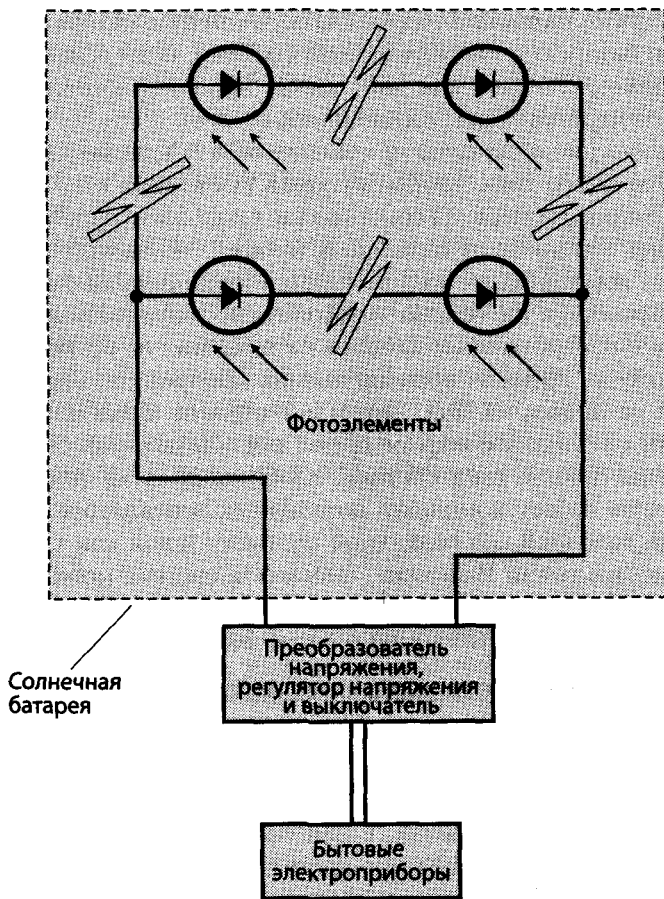 Фотоэлементы
Солнечная
батарея
Преобразователь
напряжения,
регулятор напряжения
и выключатель
Бытовые
электроприборы